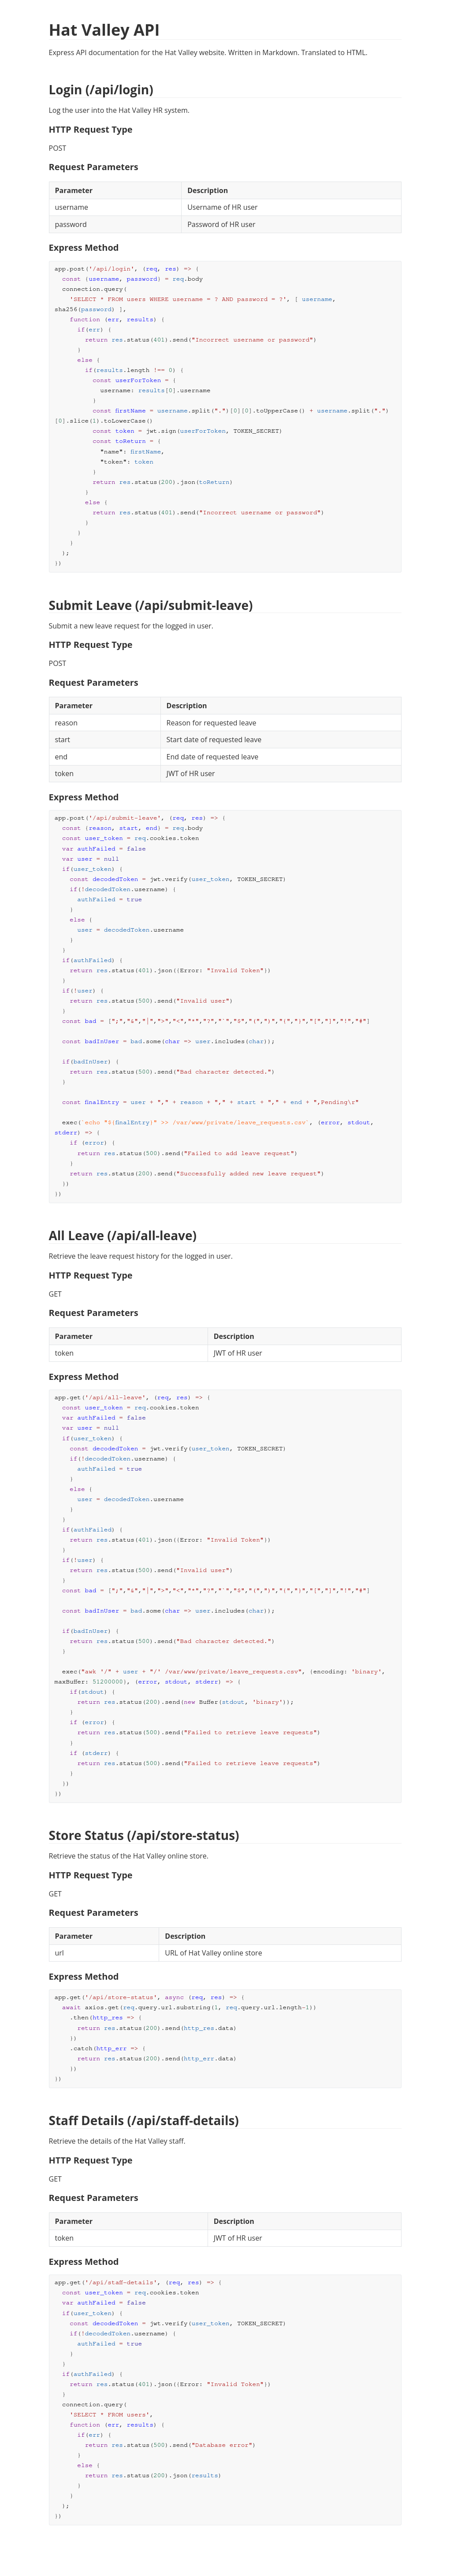 Hat Valley API
Express API documentation for the Hat Valley website. Written in Markdown. Translated to HTML.
Login (/api/login)
Log the user into the Hat Valley HR system.
HTTP Request Type
POST
Request Parameters
Parameter Description
username Username of HR user
password Password of HR user
Express Method
app.post('/api/login', (req, res) => {
  const {username, password} = req.body
  connection.query(
    'SELECT * FROM users WHERE username = ? AND password = ?', [ username,
sha256(password) ],
    function (err, results) {
      if(err) {
        return res.status(401).send("Incorrect username or password")
      }
      else {
        if(results.length !== 0) {
          const userForToken = {
            username: results[0].username
          }
          const firstName = username.split(".")[0][0].toUpperCase() + username.split(".")
[0].slice(1).toLowerCase()
          const token = jwt.sign(userForToken, TOKEN_SECRET)
          const toReturn = {
            "name": firstName,
            "token": token
          }
          return res.status(200).json(toReturn)
        }
        else {
          return res.status(401).send("Incorrect username or password")
        }
      }
    }
  );
})
Submit Leave (/api/submit-leave)
Submit a new leave request for the logged in user.
HTTP Request Type
POST
Request Parameters
Parameter Description
reason Reason for requested leave
start Start date of requested leave
end End date of requested leave
token JWT of HR user
Express Method
app.post('/api/submit-leave', (req, res) => {
  const {reason, start, end} = req.body
  const user_token = req.cookies.token
  var authFailed = false
  var user = null
  if(user_token) {
    const decodedToken = jwt.verify(user_token, TOKEN_SECRET)
    if(!decodedToken.username) {
      authFailed = true
    }
    else {
      user = decodedToken.username
    }
  }
  if(authFailed) {
    return res.status(401).json({Error: "Invalid Token"})
  }
  if(!user) {
    return res.status(500).send("Invalid user")
  }
  const bad = [";","&","|",">","<","*","?","`","$","(",")","{","}","[","]","!","#"]
  const badInUser = bad.some(char => user.includes(char));
  if(badInUser) {
    return res.status(500).send("Bad character detected.")
  }
  const finalEntry = user + "," + reason + "," + start + "," + end + ",Pending\r"
  exec(`echo "${finalEntry}" >> /var/www/private/leave_requests.csv`, (error, stdout,
stderr) => {
    if (error) {
      return res.status(500).send("Failed to add leave request")
    }
    return res.status(200).send("Successfully added new leave request")
  })
})
All Leave (/api/all-leave)
Retrieve the leave request history for the logged in user.
HTTP Request Type
GET
Request Parameters
Parameter Description
token JWT of HR user
Express Method
app.get('/api/all-leave', (req, res) => {
  const user_token = req.cookies.token
  var authFailed = false
  var user = null
  if(user_token) {
    const decodedToken = jwt.verify(user_token, TOKEN_SECRET)
    if(!decodedToken.username) {
      authFailed = true
    }
    else {
      user = decodedToken.username
    }
  }
  if(authFailed) {
    return res.status(401).json({Error: "Invalid Token"})
  }
  if(!user) {
    return res.status(500).send("Invalid user")
  }
  const bad = [";","&","|",">","<","*","?","`","$","(",")","{","}","[","]","!","#"]
  const badInUser = bad.some(char => user.includes(char));
  if(badInUser) {
    return res.status(500).send("Bad character detected.")
  }
  exec("awk '/" + user + "/' /var/www/private/leave_requests.csv", {encoding: 'binary',
maxBuffer: 51200000}, (error, stdout, stderr) => {
    if(stdout) {
      return res.status(200).send(new Buffer(stdout, 'binary'));
    }
    if (error) {
      return res.status(500).send("Failed to retrieve leave requests")
    }
    if (stderr) {
      return res.status(500).send("Failed to retrieve leave requests")
    }
  })
})
Store Status (/api/store-status)
Retrieve the status of the Hat Valley online store.
HTTP Request Type
GET
Request Parameters
Parameter Description
url URL of Hat Valley online store
Express Method
app.get('/api/store-status', async (req, res) => {
  await axios.get(req.query.url.substring(1, req.query.url.length-1))
    .then(http_res => {
      return res.status(200).send(http_res.data)
    })
    .catch(http_err => {
      return res.status(200).send(http_err.data)
    })
})
Staff Details (/api/staff-details)
Retrieve the details of the Hat Valley staff.
HTTP Request Type
GET
Request Parameters
Parameter Description
token JWT of HR user
Express Method
app.get('/api/staff-details', (req, res) => {
  const user_token = req.cookies.token
  var authFailed = false
  if(user_token) {
    const decodedToken = jwt.verify(user_token, TOKEN_SECRET)
    if(!decodedToken.username) {
      authFailed = true
    }
  }
  if(authFailed) {
    return res.status(401).json({Error: "Invalid Token"})
  }
  connection.query(
    'SELECT * FROM users',
    function (err, results) {
      if(err) {
        return res.status(500).send("Database error")
      }
      else {
        return res.status(200).json(results)
      }
    }
  );
})